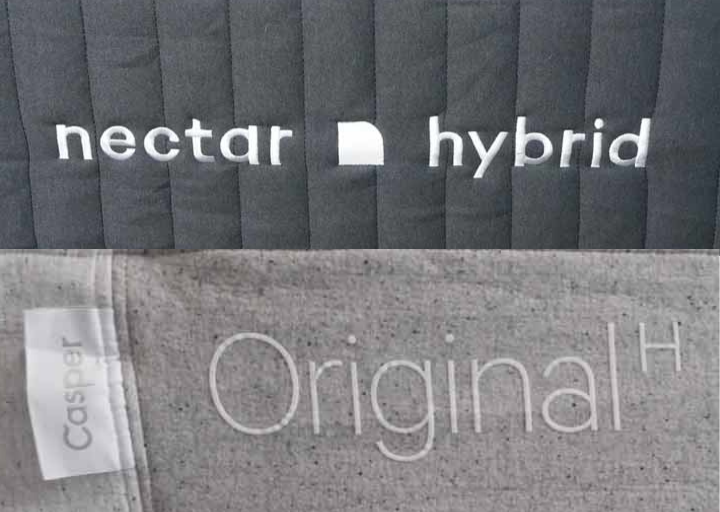 nectar hybrid
Casper
Original H